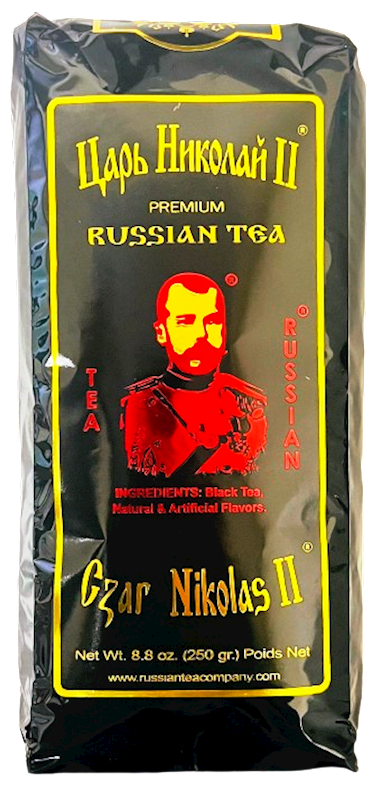 Царь Николай II®
PREMIUM
RUSSIAN TEA
®
TEA
RUSSIAN®
INGREDIENTS: Black Tea,
Natural & Artificial Flavors.
Czar Nikolas II®
Net Wt. 8.8 oz. (250 gr.) Poids Net
www.russianteacompany.com